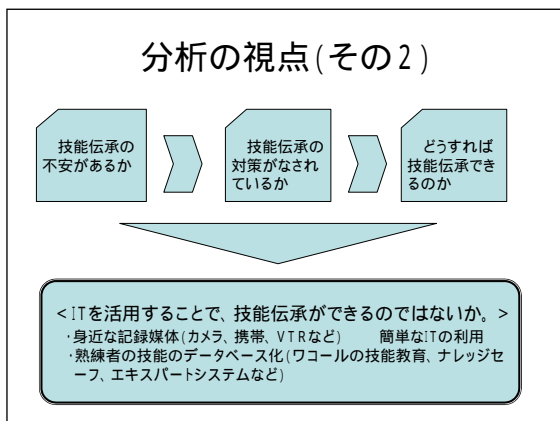 分析の視点(その2)
技能伝承の
不安があるか
技能伝承の
対策がなされ
ているか
どうすれば
技能伝承でき
るのか
<ITを活用することで、技能伝承ができるのではないか。>
・身近な記録媒体(カメラ、携帯、VTRなど) 簡単なITの利用
・熟練者の技能のデータベース化(ワコールの技能教育、ナレッジセ
ーフ、エキスパートシステムなど)